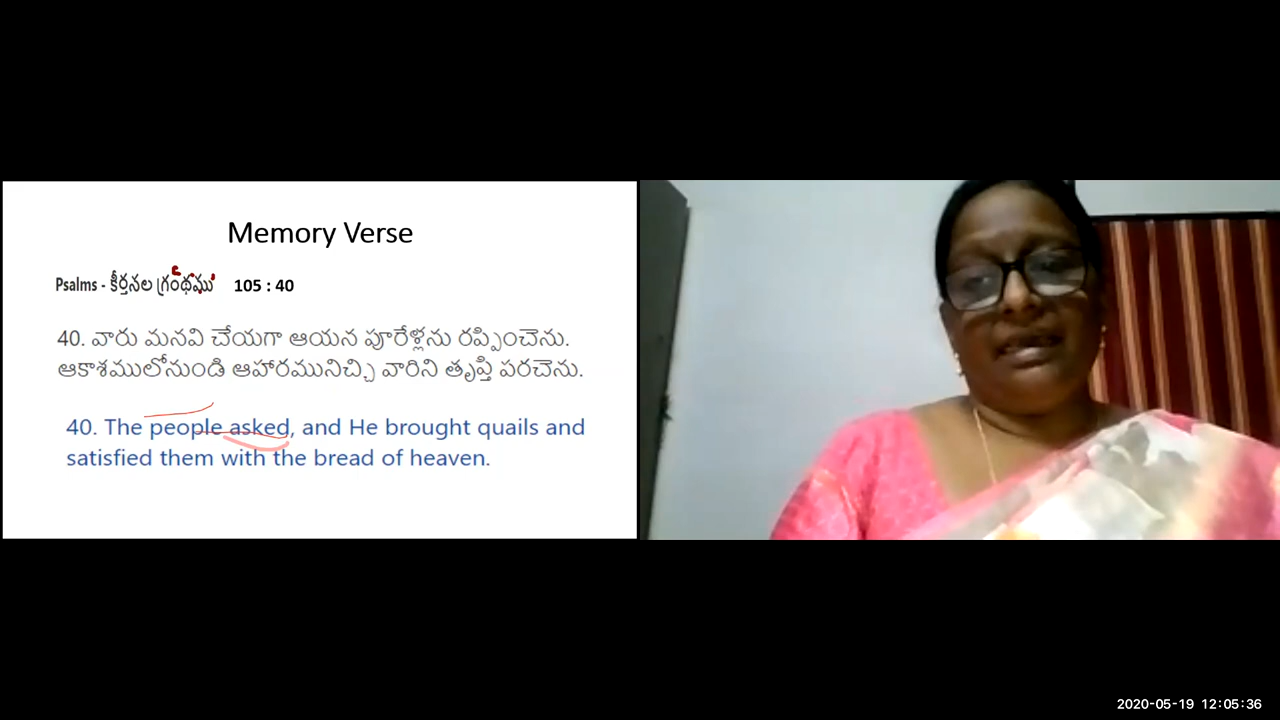 Memory Verse
Psalms - కీర్తనల గ్రంథము 105 : 40
40. వారు మనవి చేయగా ఆయన పూరేళ్లను రప్పించెను.
ఆకాశములోనుండి ఆహారమునిచ్చి వారిని తృప్తి పరచెను.
40. The people asked, and He brought quails and
satisfied them with the bread of heaven.
2020-05-19 12:05:36